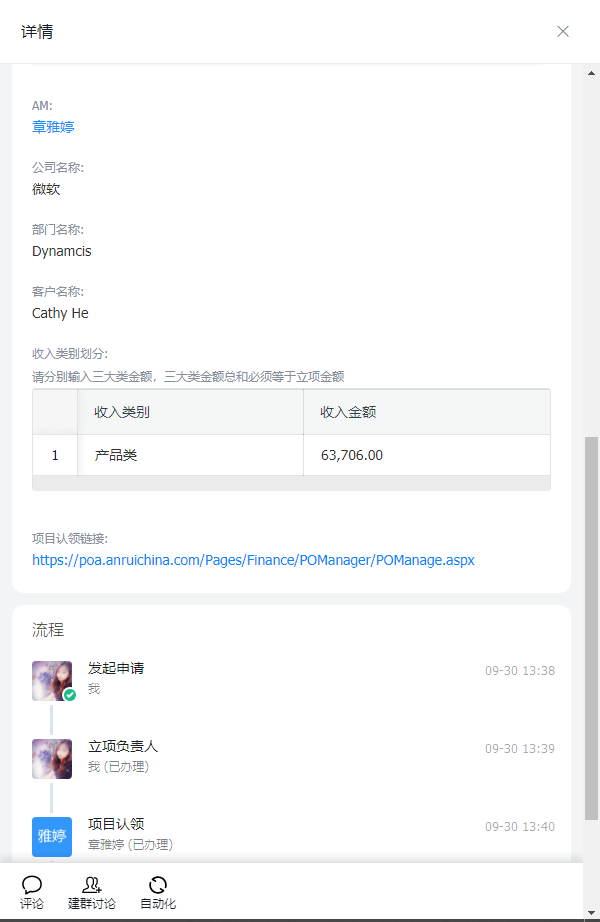 详情
AM:
章雅婷
公司名称:
微软
部门名称:
Dynamcis
客户名称:
Cathy He
收入类别划分:
请分别输入三大类金额，三大类金额总和必须等于立项金额
收入类别 收入金额
1 产品类 63,706.00
项目认领链接:
https://poa.anruichina.com/Pages/Finance/POManager/POManage.aspx
流程
发起申请 09-30 13:38
我
立项负责人 09-30 13:39
我 (已办理)
雅婷 项目认领 09-30 13:40
章雅婷 (已办理)
评论 建群讨论 自动化